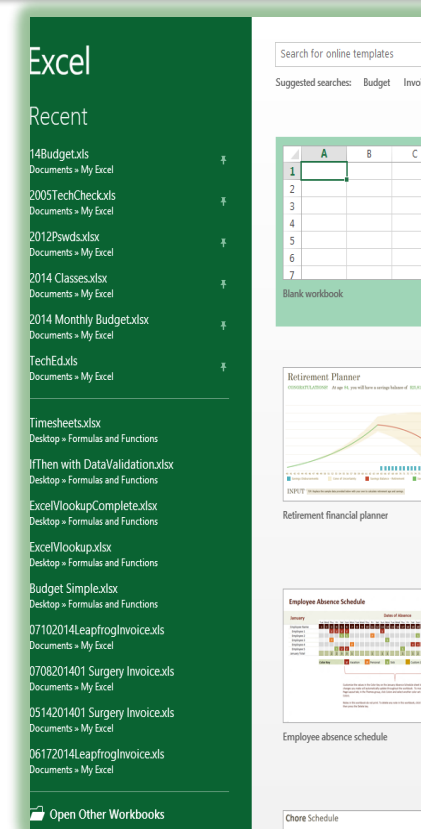 Excel
Recent
14Budget.xls
Documents » My Excel
2005TechCheck.xls
Documents » My Excel
2012Pswds.xlsx
Documents » My Excel
2014 Classes.xlsx
Documents » My Excel
2014 Monthly Budget.xlsx
Documents » My Excel
TechEd.xls
Documents » My Excel
Timesheets.xlsx
Desktop » Formulas and Functions
IfThen with DataValidation.xlsx
Desktop » Formulas and Functions
ExcelVlookupComplete.xlsx
Desktop » Formulas and Functions
ExcelVlookup.xlsx
Desktop » Formulas and Functions
Budget Simple.xlsx
Desktop » Formulas and Functions
07102014LeapfrogInvoice.xls
Documents » My Excel
0708201401 Surgery Invoice.xls
Documents » My Excel
0514201401 Surgery Invoice.xls
Documents » My Excel
06172014LeapfrogInvoice.xls
Documents » My Excel
Open Other Workbooks
Search for online templates
Suggested searches: Budget Invo
A B C
1
2
3
4
5
6
7
Blank workbook
Retirement Planner
INPUT
Retirement financial planner
Employee Absence Schedule
January
Dates of Absence
Employee absence schedule
Chore Schedule